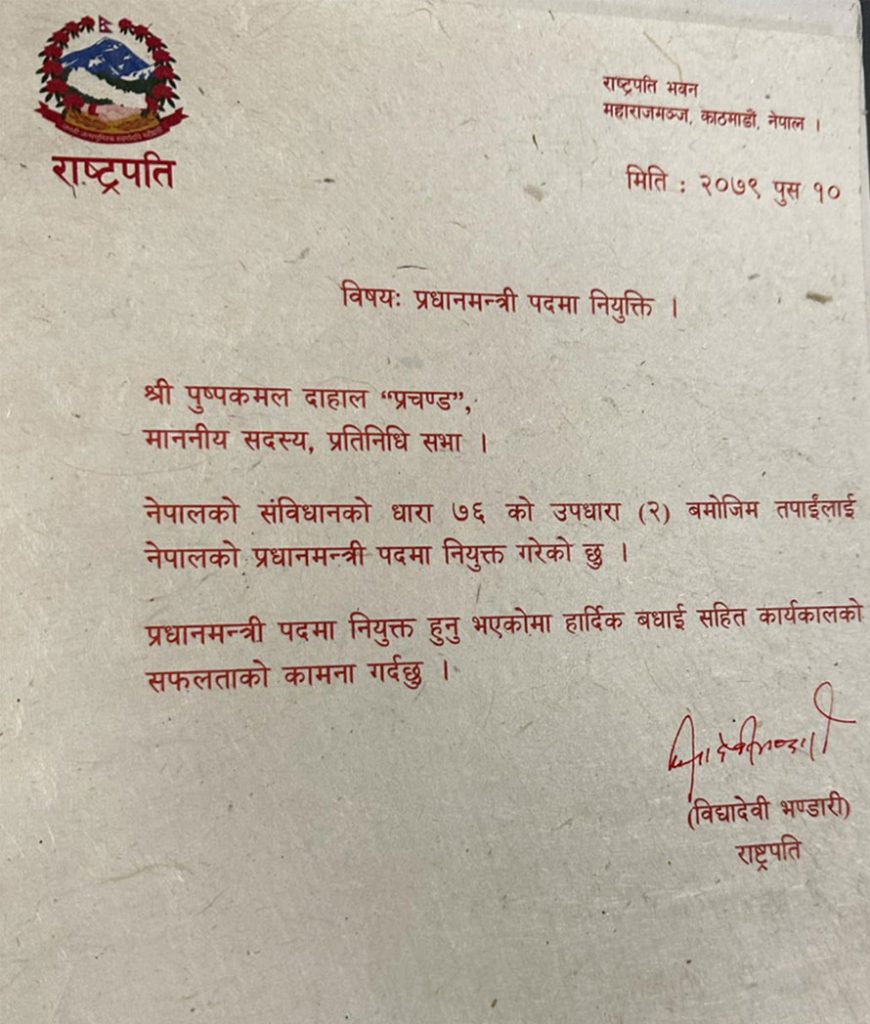 राष्ट्रपति
राष्ट्रपति भवन
महाराजगञ्ज, काठमाडौं, नेपाल ।
मिति : २०७९ पुस १०
विषयः प्रधानमन्त्री पदमा नियुक्ति ।
श्री पुष्पकमल दाहाल “प्रचण्ड”,
माननीय सदस्य, प्रतिनिधि सभा ।
नेपालको संविधानको धारा ७६ को उपधारा (२) बमोजिम तपाईंलाई
नेपालको प्रधानमन्त्री पदमा नियुक्त गरेको छु ।
प्रधानमन्त्री पदमा नियुक्त हुनु भएकोमा हार्दिक बधाई सहित कार्यकालको
सफलताको कामना गर्दछु ।
(विद्यादेवी भण्डारी)
राष्ट्रपति